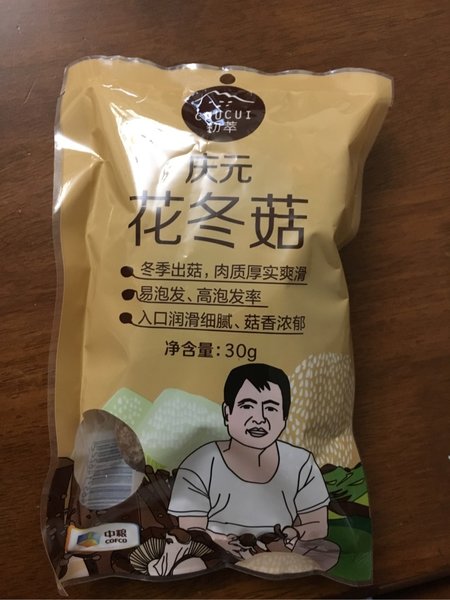 CUCUI
初萃
庆元
花冬菇
冬季出菇，肉质厚实爽滑
易泡发、高泡发率
入口润滑细腻、菇香浓郁
净含量：30g
中粮
COFCO